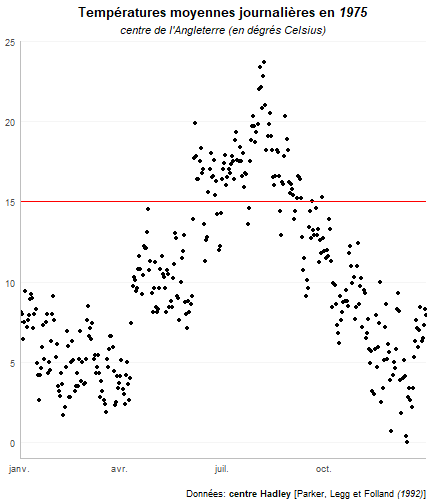 Températures moyennes journalières en 1975
centre de l'Angleterre (en dégrés Celsius)
25
20
15
10
5
0
janv. avr. juil. oct.
Données: centre Hadley [Parker, Legg et Folland (1992)]